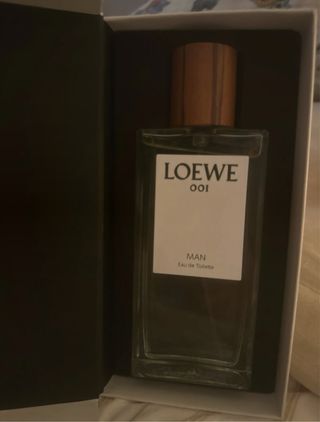 LOEWE
001
MAN
Eau de Toilette